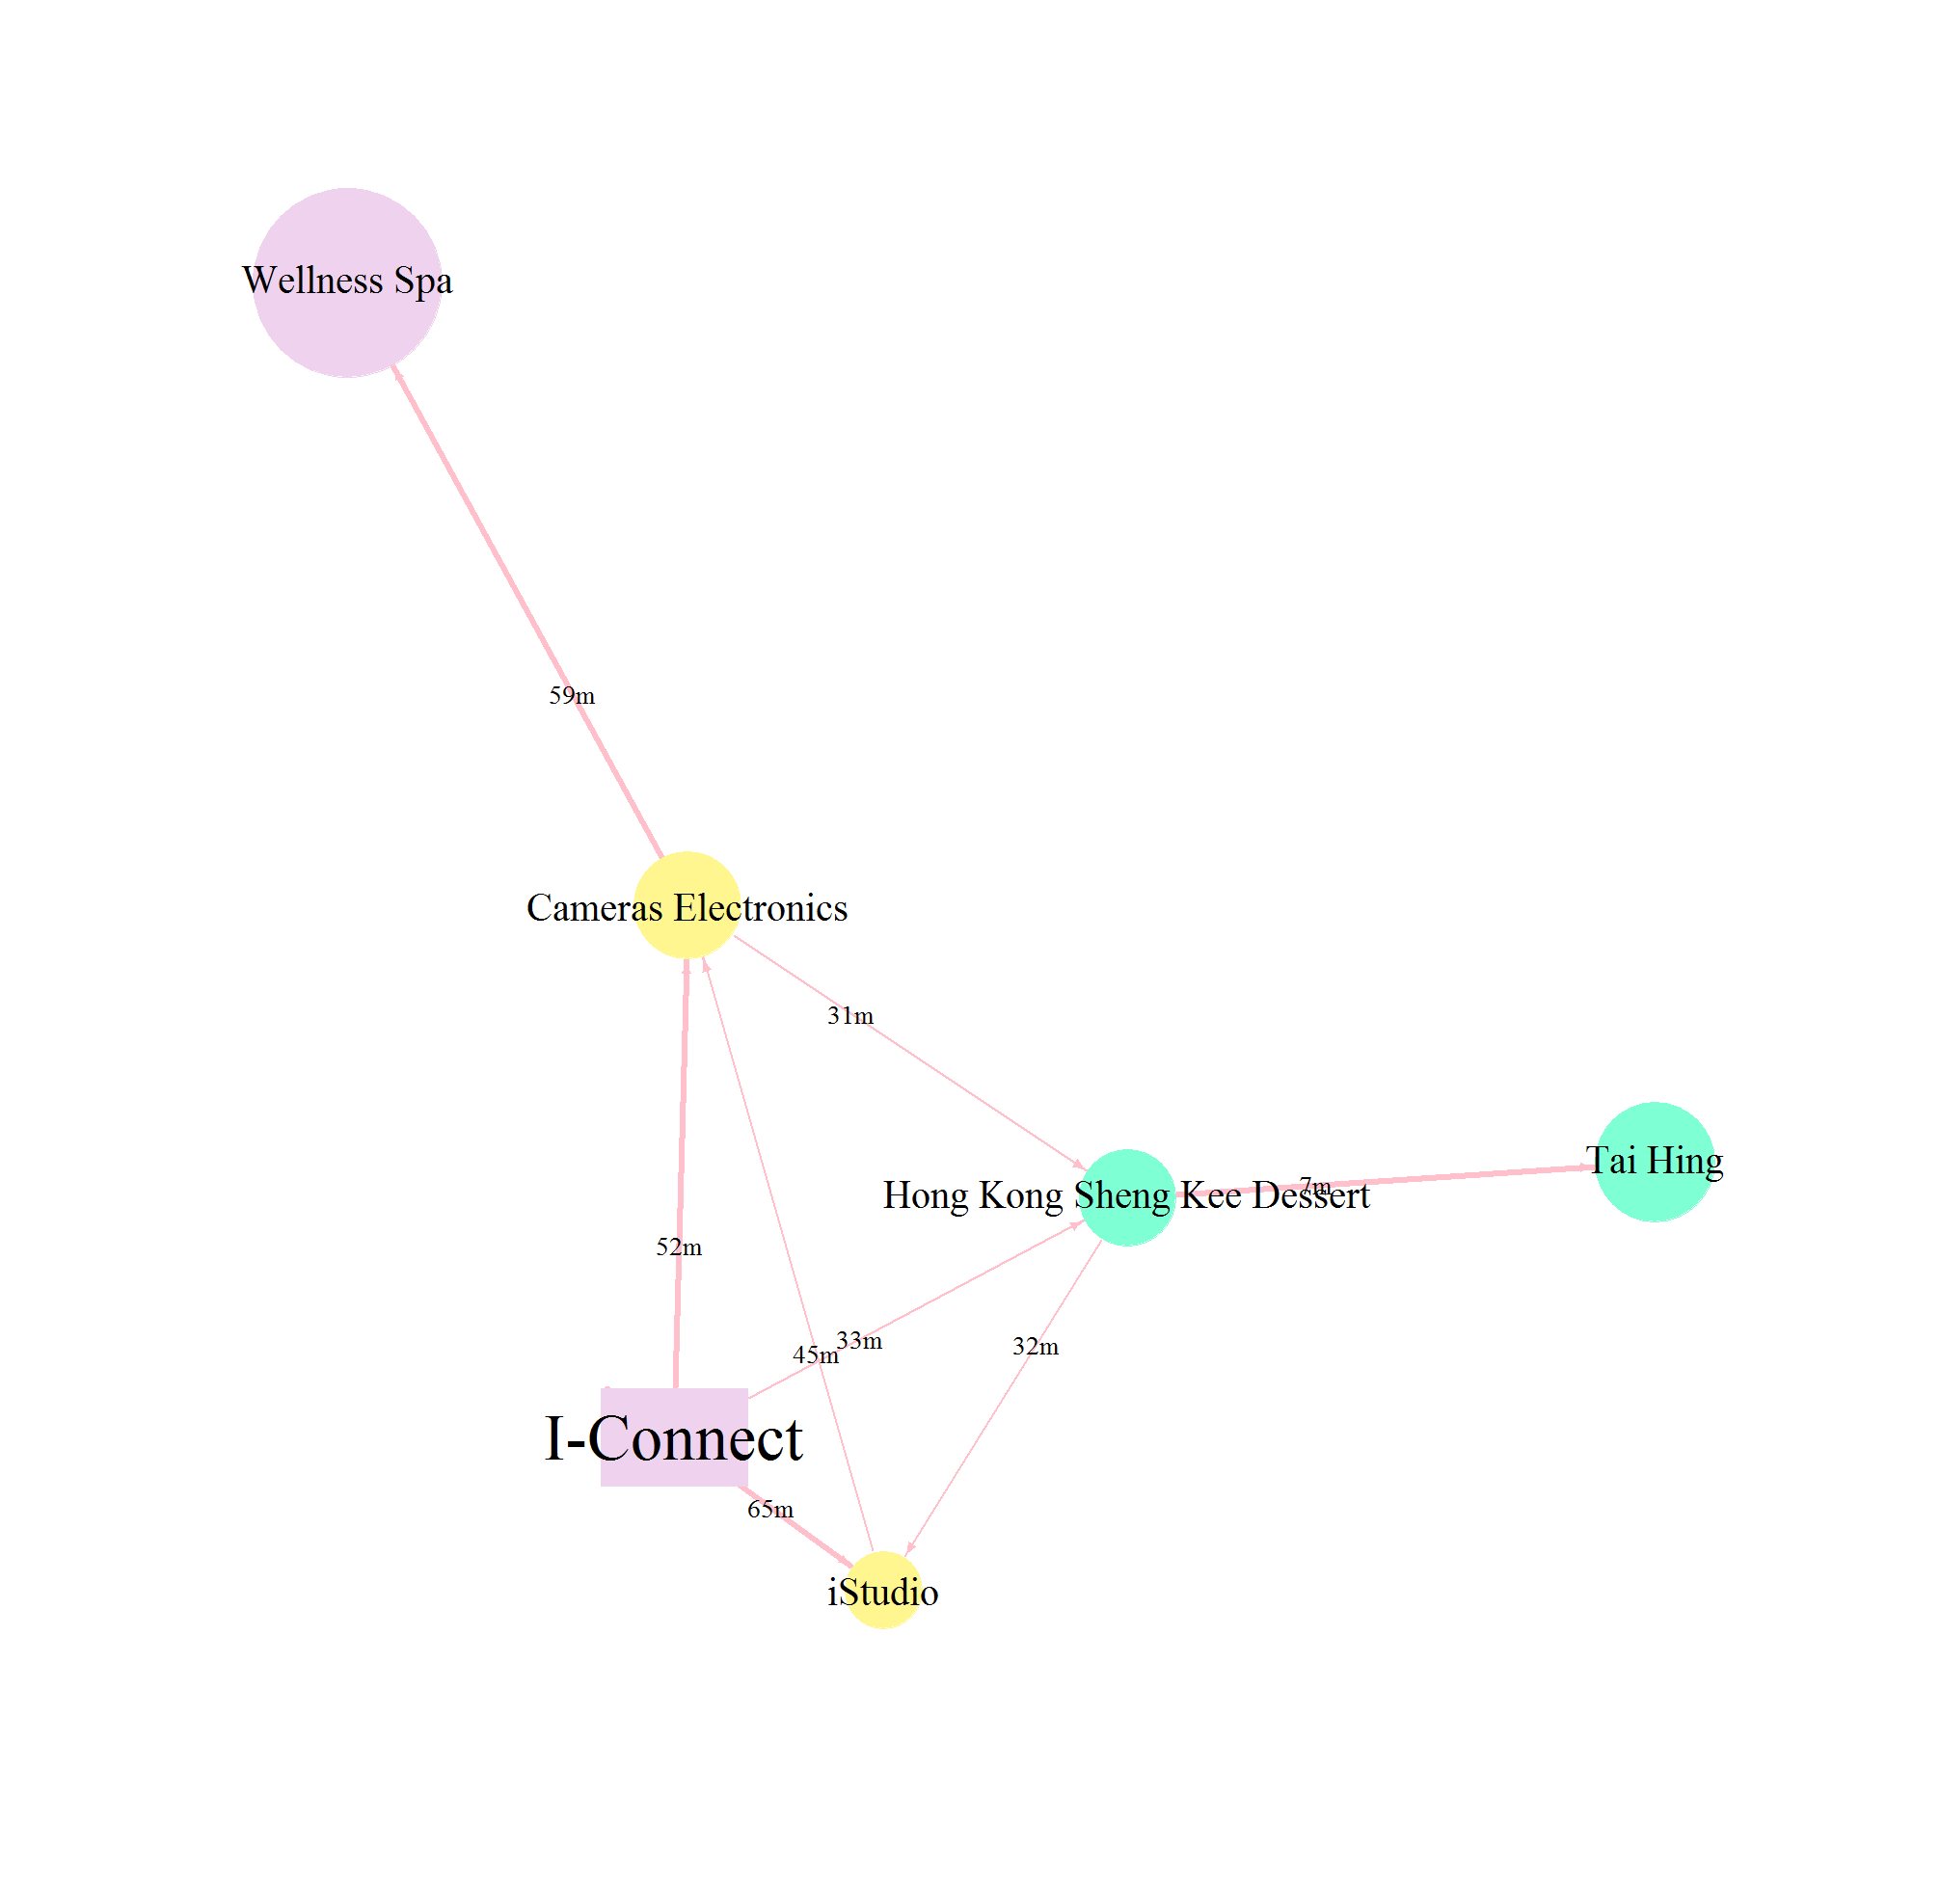 Wellness Spa
59m
Cameras Electronics
31m
Tai Hing
7m
Hong Kong Sheng Kee Dessert
52m
33m
32m
45m
I-Connect
65m
iStudio